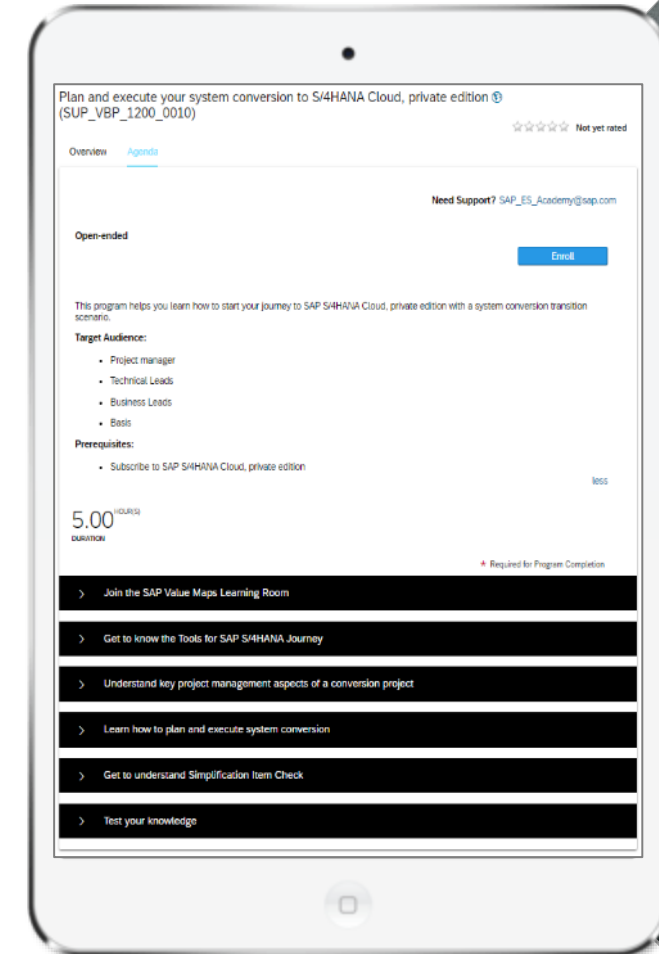 Plan and execute your system conversion to S/4HANA Cloud, private edition
(SUP_VBP_1200_0010)
Not yet rated
Overview Agenda
Need Support? SAP_ES_Academy@sap.com
Open-ended
Enroll
This program helps you learn how to start your journey to SAP S/4HANA Cloud, private edition with a system conversion transition
scenario.
Target Audience:
• Project manager
• Technical Leads
• Business Leads
• Basis
Prerequisites:
• Subscribe to SAP S/4HANA Cloud, private edition
less
5.00 HOUR(S)
DURATION
* Required for Program Completion
> Join the SAP Value Maps Learning Room
> Get to know the Tools for SAP S/4HANA Journey
> Understand key project management aspects of a conversion project
> Learn how to plan and execute system conversion
> Get to understand Simplification Item Check
> Test your knowledge